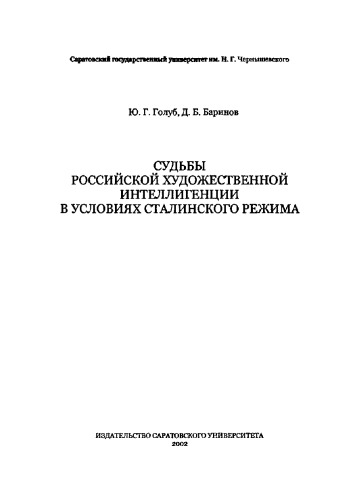 Саратовский государственный университет им. Н. Г. Чернышевского
Ю. Г. Голуб, Д. Б. Баринов
СУДЬБЫ
РОССИЙСКОЙ ХУДОЖЕСТВЕННОЙ
ИНТЕЛЛИГЕНЦИИ
В УСЛОВИЯХ СТАЛИНСКОГО РЕЖИМА
ИЗДАТЕЛЬСТВО САРАТОВСКОГО УНИВЕРСИТЕТА
2002